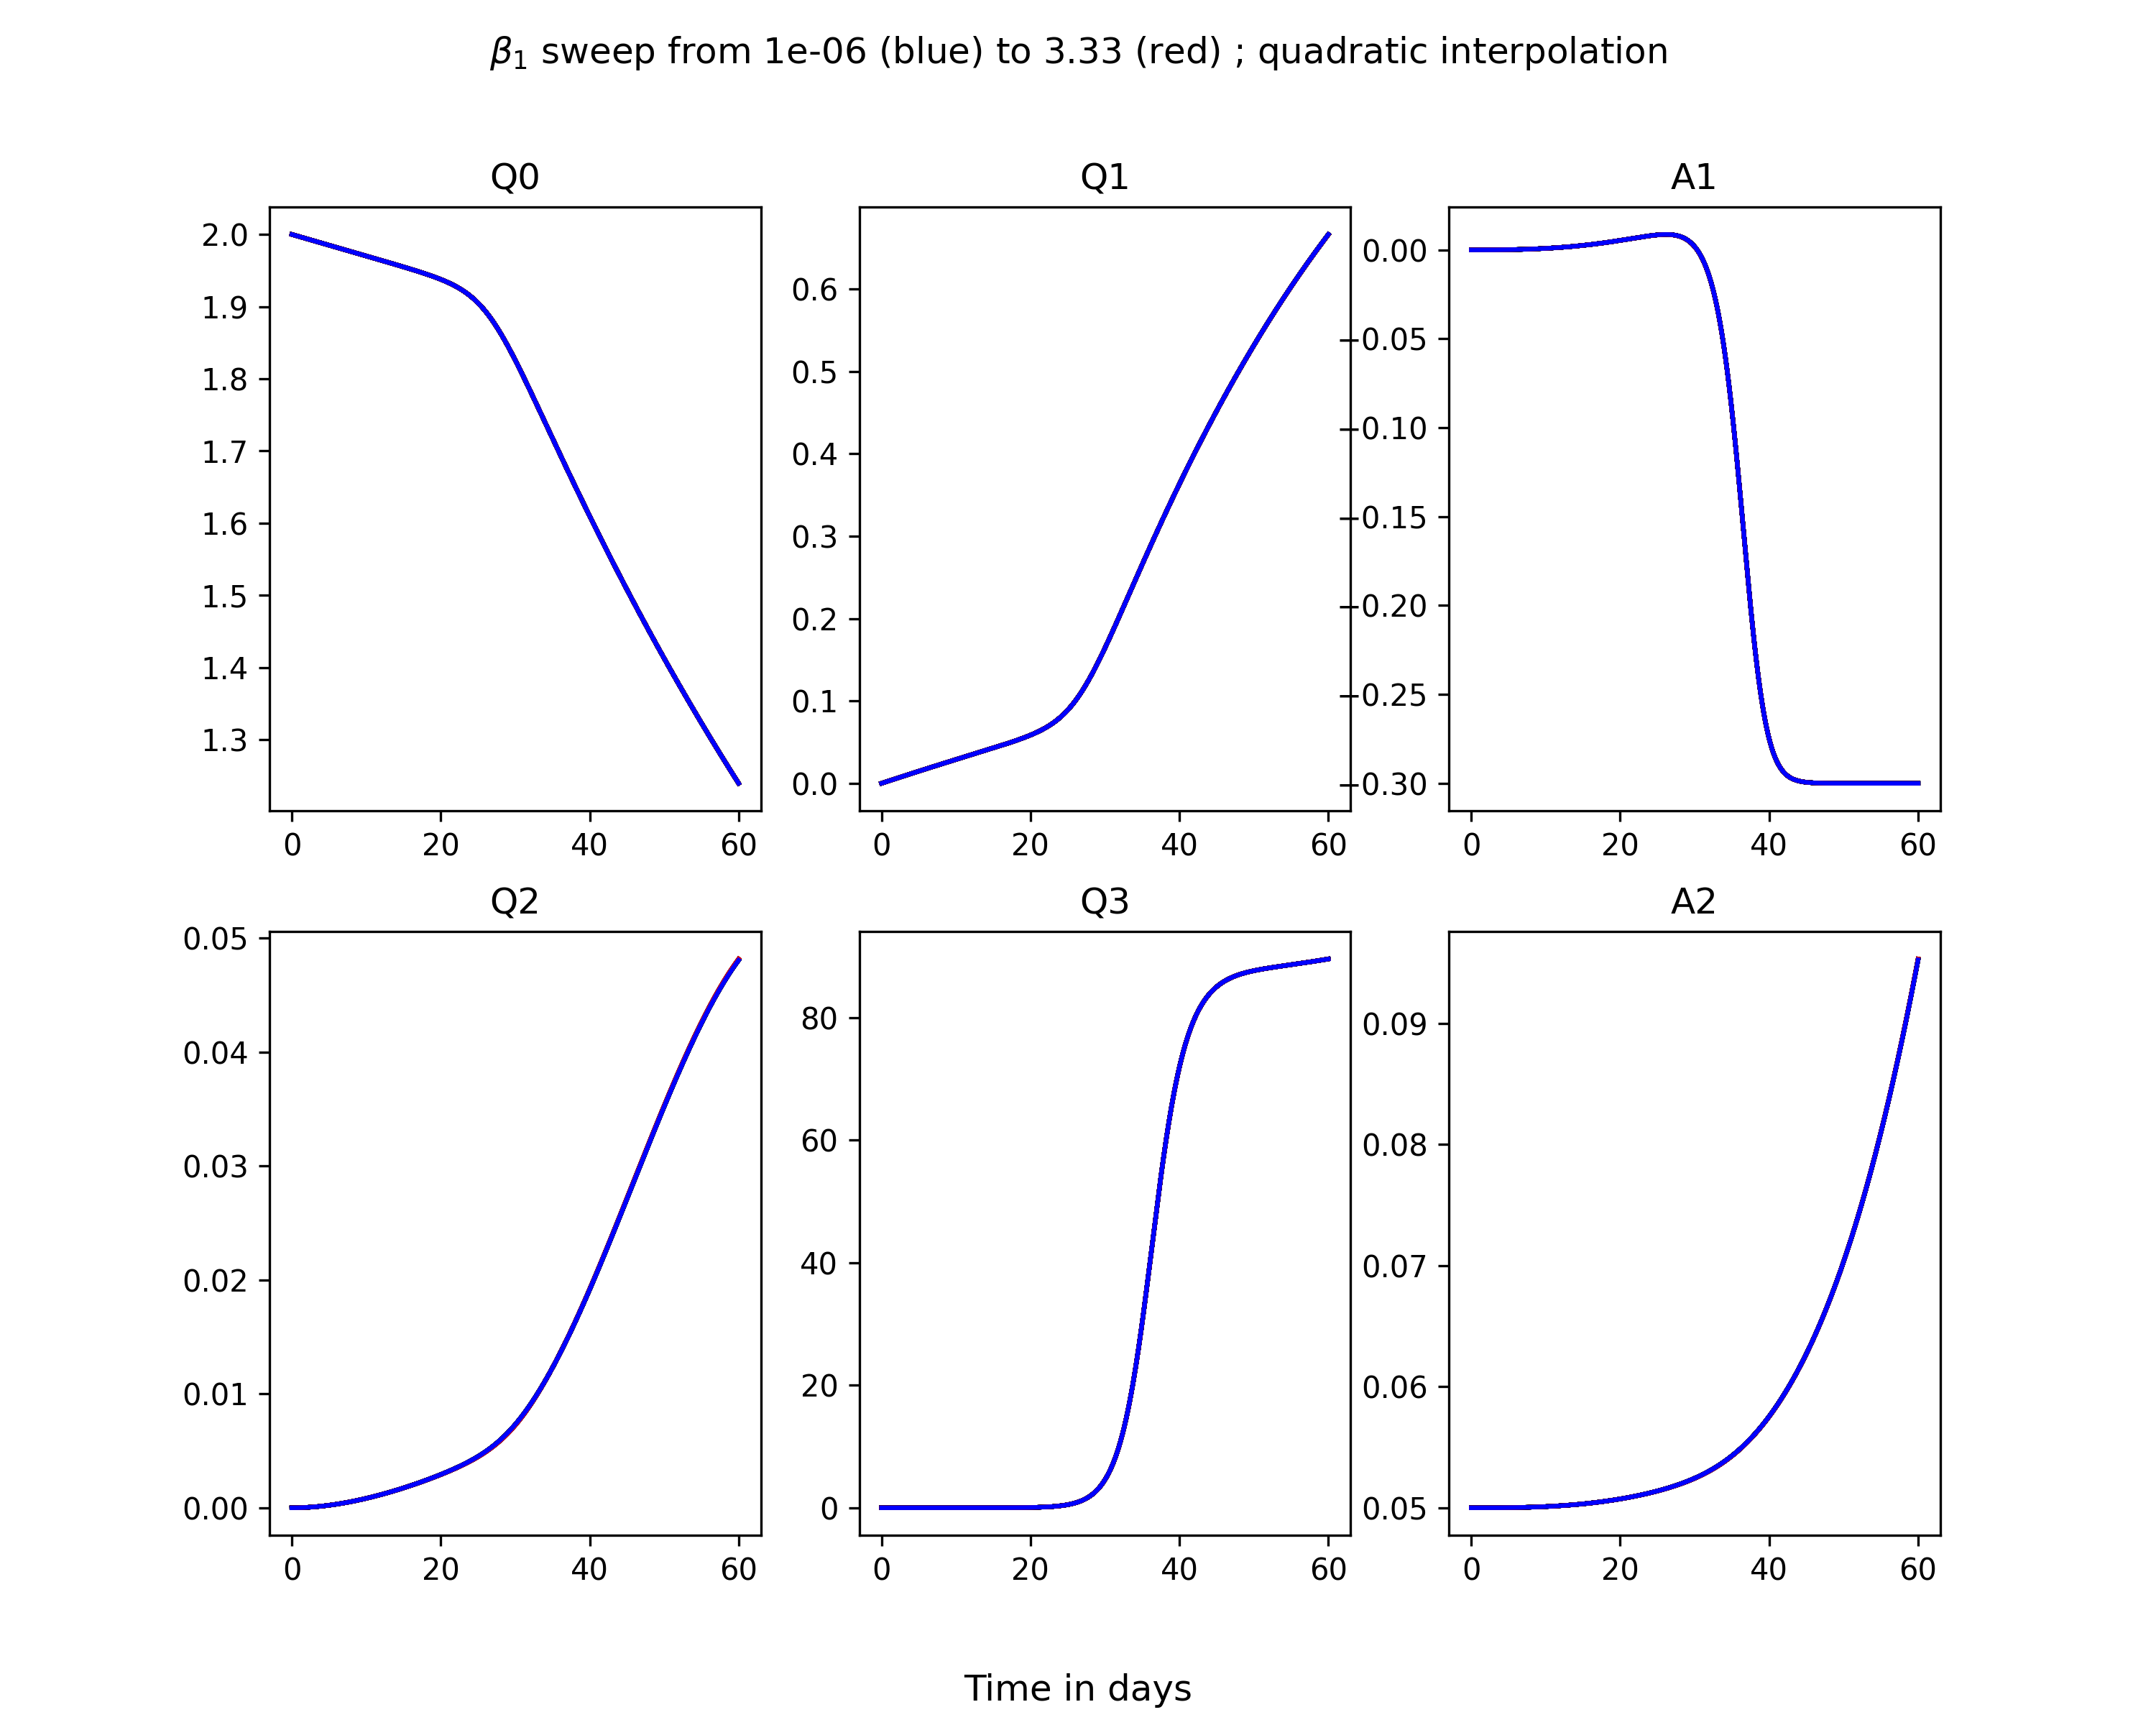 β₁ sweep from 1e-06 (blue) to 3.33 (red) ; quadratic interpolation
Q0
Q1
A1
2.0
1.9
1.8
1.7
1.6
1.5
1.4
1.3
0 20 40 60
0.6
0.5
0.4
0.3
0.2
0.1
0.0
0 20 40 60
0.00
−0.05
−0.10
−0.15
−0.20
−0.25
−0.30
0 20 40 60
Q2
Q3
A2
0.05
0.04
0.03
0.02
0.01
0.00
0 20 40 60
80
60
40
20
0
0 20 40 60
0.09
0.08
0.07
0.06
0.05
0 20 40 60
Time in days